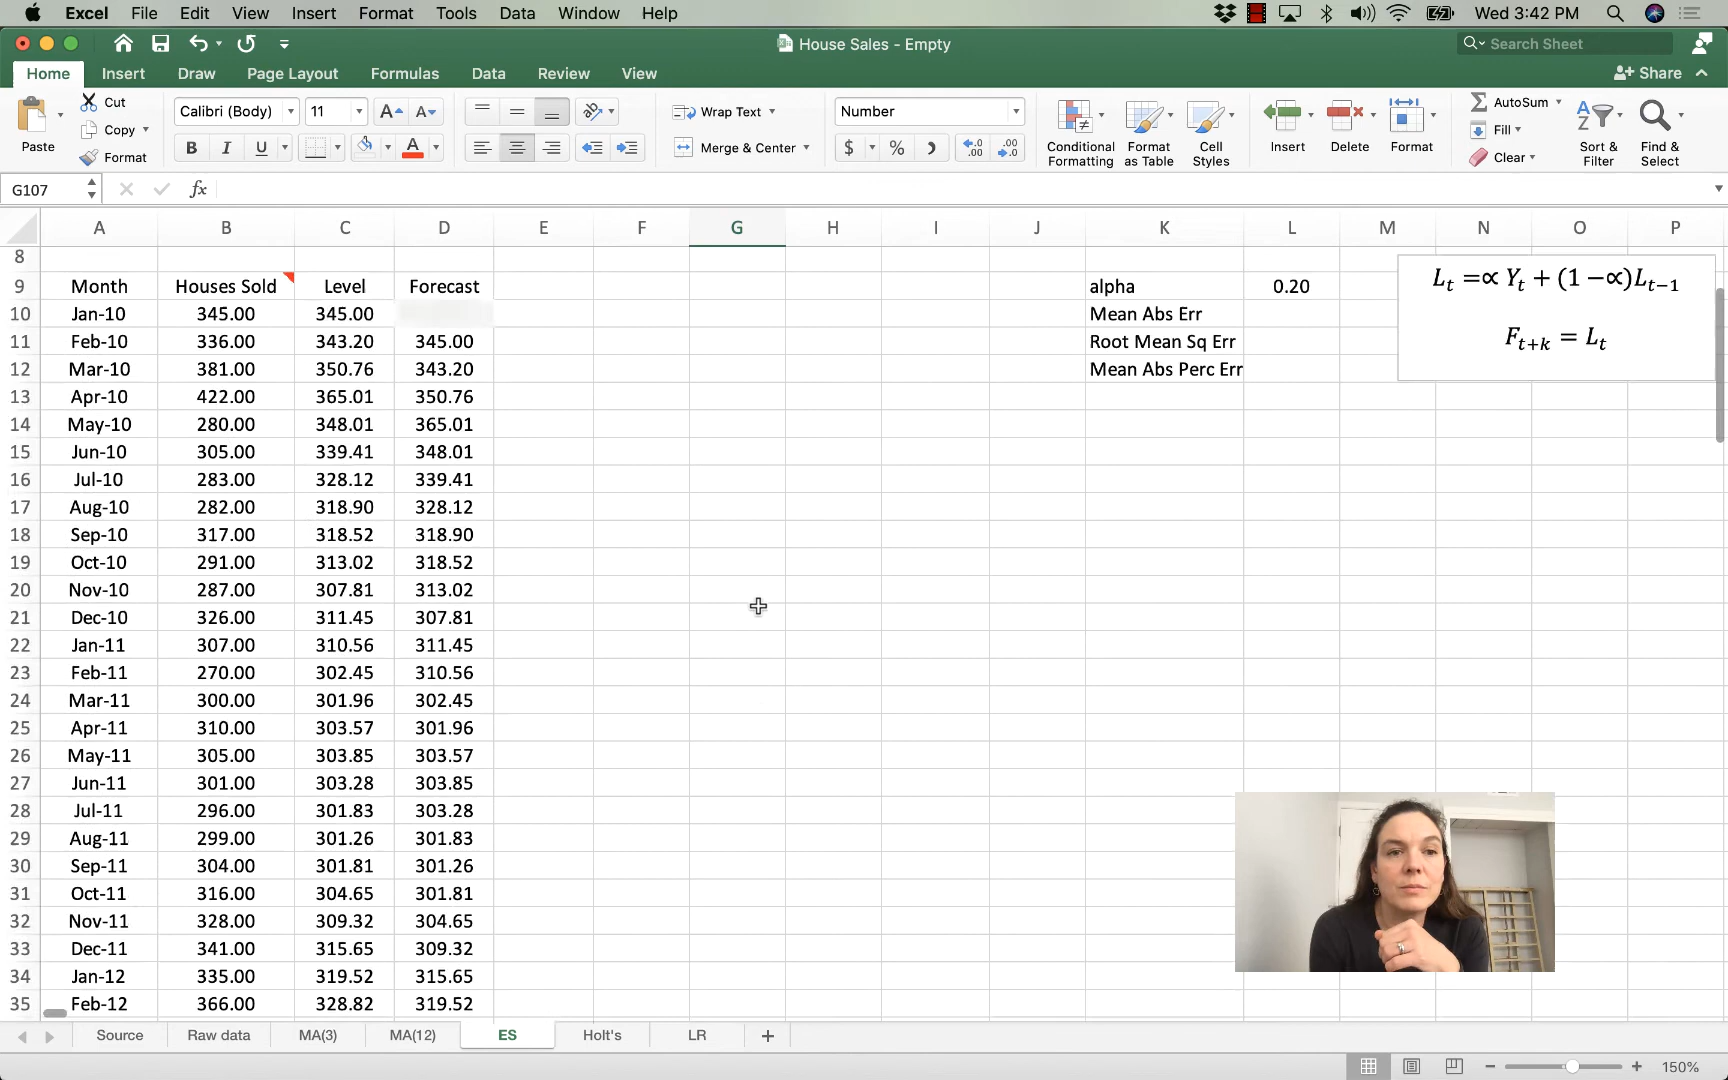 Excel File Edit View Insert Format Tools Data Window Help Wed 3:42 PM
House Sales - Empty
Search Sheet
Home Insert Draw Page Layout Formulas Data Review View Share
Paste Cut Copy Format
Calibri (Body) 11
B I U
Wrap Text
Merge & Center
Number
$ %
Conditional Formatting
Format as Table
Cell Styles
Insert Delete Format
AutoSum Fill Clear
Sort & Filter
Find & Select
G107 fx
A B C D E F G H I J K L M N O P
8
9 Month Houses Sold Level Forecast alpha 0.20
10 Jan-10 345.00 345.00 Mean Abs Err
11 Feb-10 336.00 343.20 345.00 Root Mean Sq Err
12 Mar-10 381.00 350.76 343.20 Mean Abs Perc Err
13 Apr-10 422.00 365.01 350.76
14 May-10 280.00 348.01 365.01
15 Jun-10 305.00 339.41 348.01
16 Jul-10 283.00 328.12 339.41
17 Aug-10 282.00 318.90 328.12
18 Sep-10 317.00 318.52 318.90
19 Oct-10 291.00 313.02 318.52
20 Nov-10 287.00 307.81 313.02
21 Dec-10 326.00 311.45 307.81
22 Jan-11 307.00 310.56 311.45
23 Feb-11 270.00 302.45 310.56
24 Mar-11 300.00 301.96 302.45
25 Apr-11 310.00 303.57 301.96
26 May-11 305.00 303.85 303.57
27 Jun-11 301.00 303.28 303.85
28 Jul-11 296.00 301.83 303.28
29 Aug-11 299.00 301.26 301.83
30 Sep-11 304.00 301.81 301.26
31 Oct-11 316.00 304.65 301.81
32 Nov-11 328.00 309.32 304.65
33 Dec-11 341.00 315.65 309.32
34 Jan-12 335.00 319.52 315.65
35 Feb-12 366.00 328.82 319.52
Lₜ =∝ Yₜ + (1 −∝)Lₜ₋₁
Fₜ₊ₖ = Lₜ
Source Raw data MA(3) MA(12) ES Holt's LR +
150%